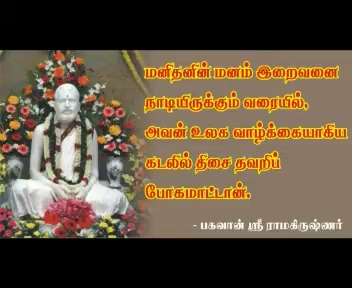 மனிதனின் மனம் இறைவனை
நாடியிருக்கும் வரையில்,
அவன் உலக வாழ்க்கையாகிய
கடலில் திசை தவறிப்
போகமாட்டான்.
- பகவான் ஸ்ரீ ராமகிருஷ்ணர்